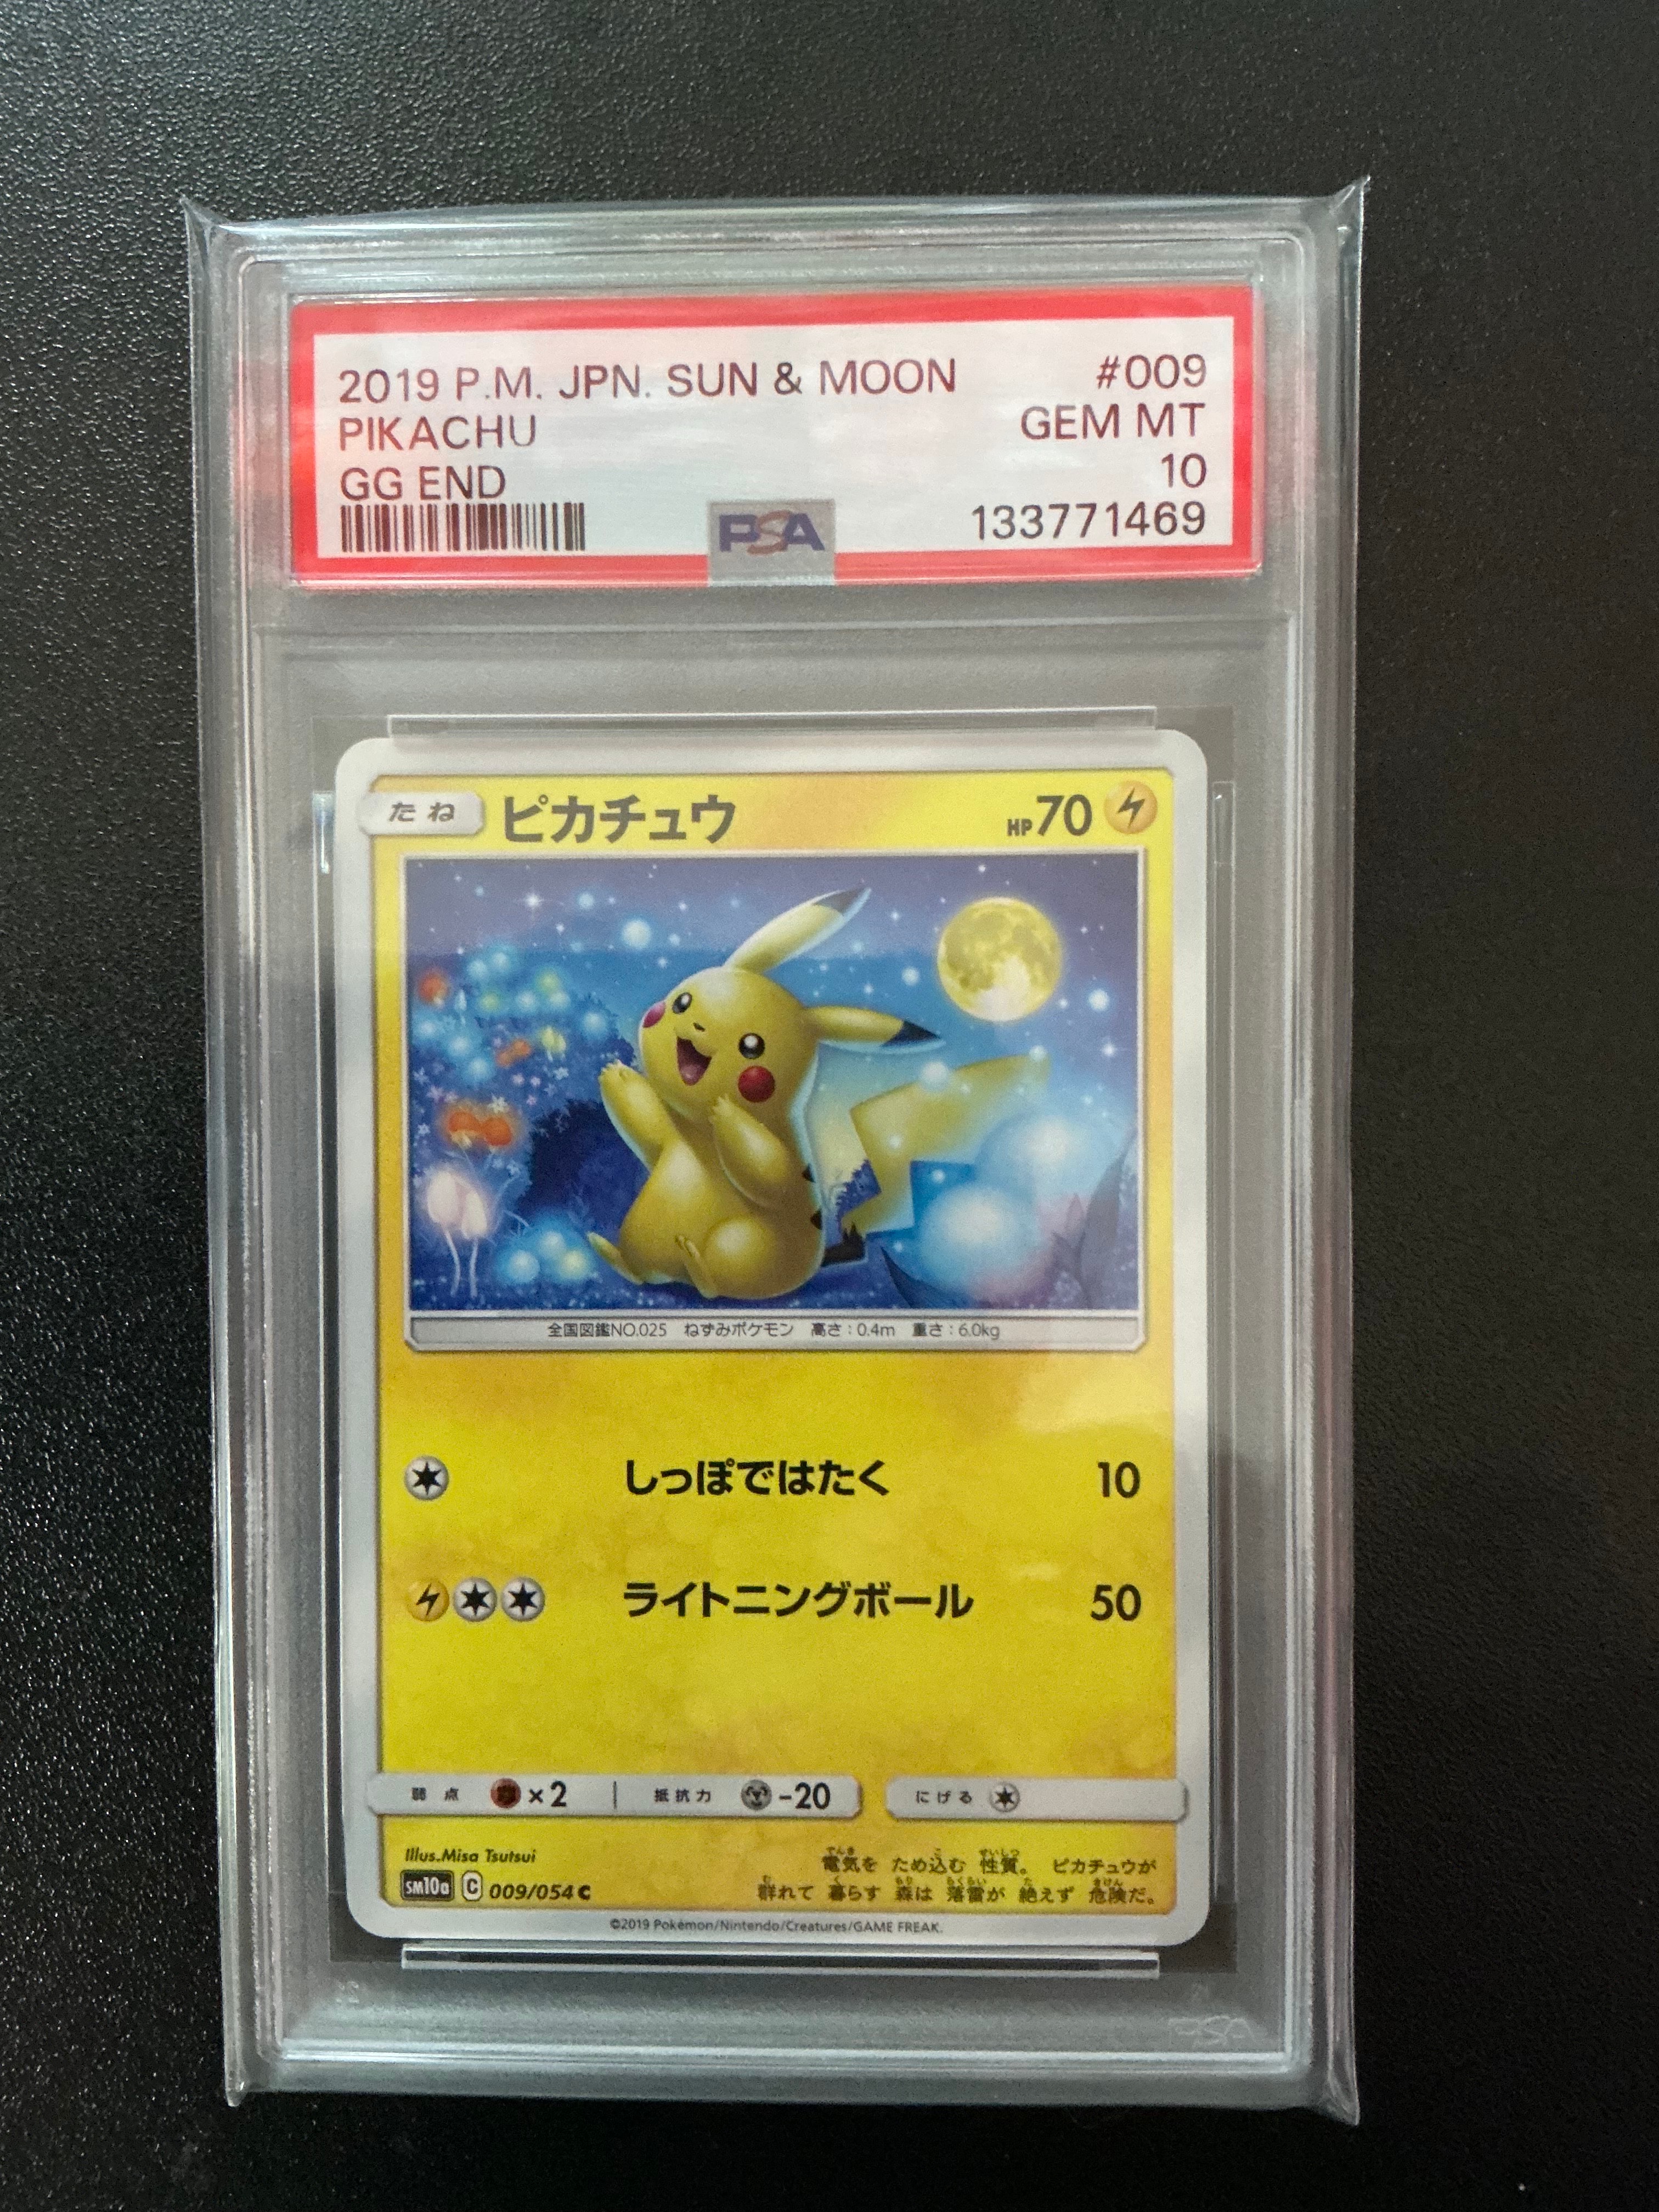 2019 P.M. JPN. SUN & MOON #009
PIKACHU GEM MT
GG END 10
PSA 133771469
たね ピカチュウ HP70
全国図鑑NO.025 ねずみポケモン 高さ:0.4m 重さ:6.0kg
しっぽではたく 10
ライトニングボール 50
弱点 ×2 抵抗力 -20 にげる
Illus.Misa Tsutsui
電気を ため込む 性質。 ピカチュウが
群れて 暮らす 森は 落雷が 絶えず 危険だ。
SM10a C 009/054 C
©2019 Pokémon/Nintendo/Creatures/GAME FREAK.
PSA